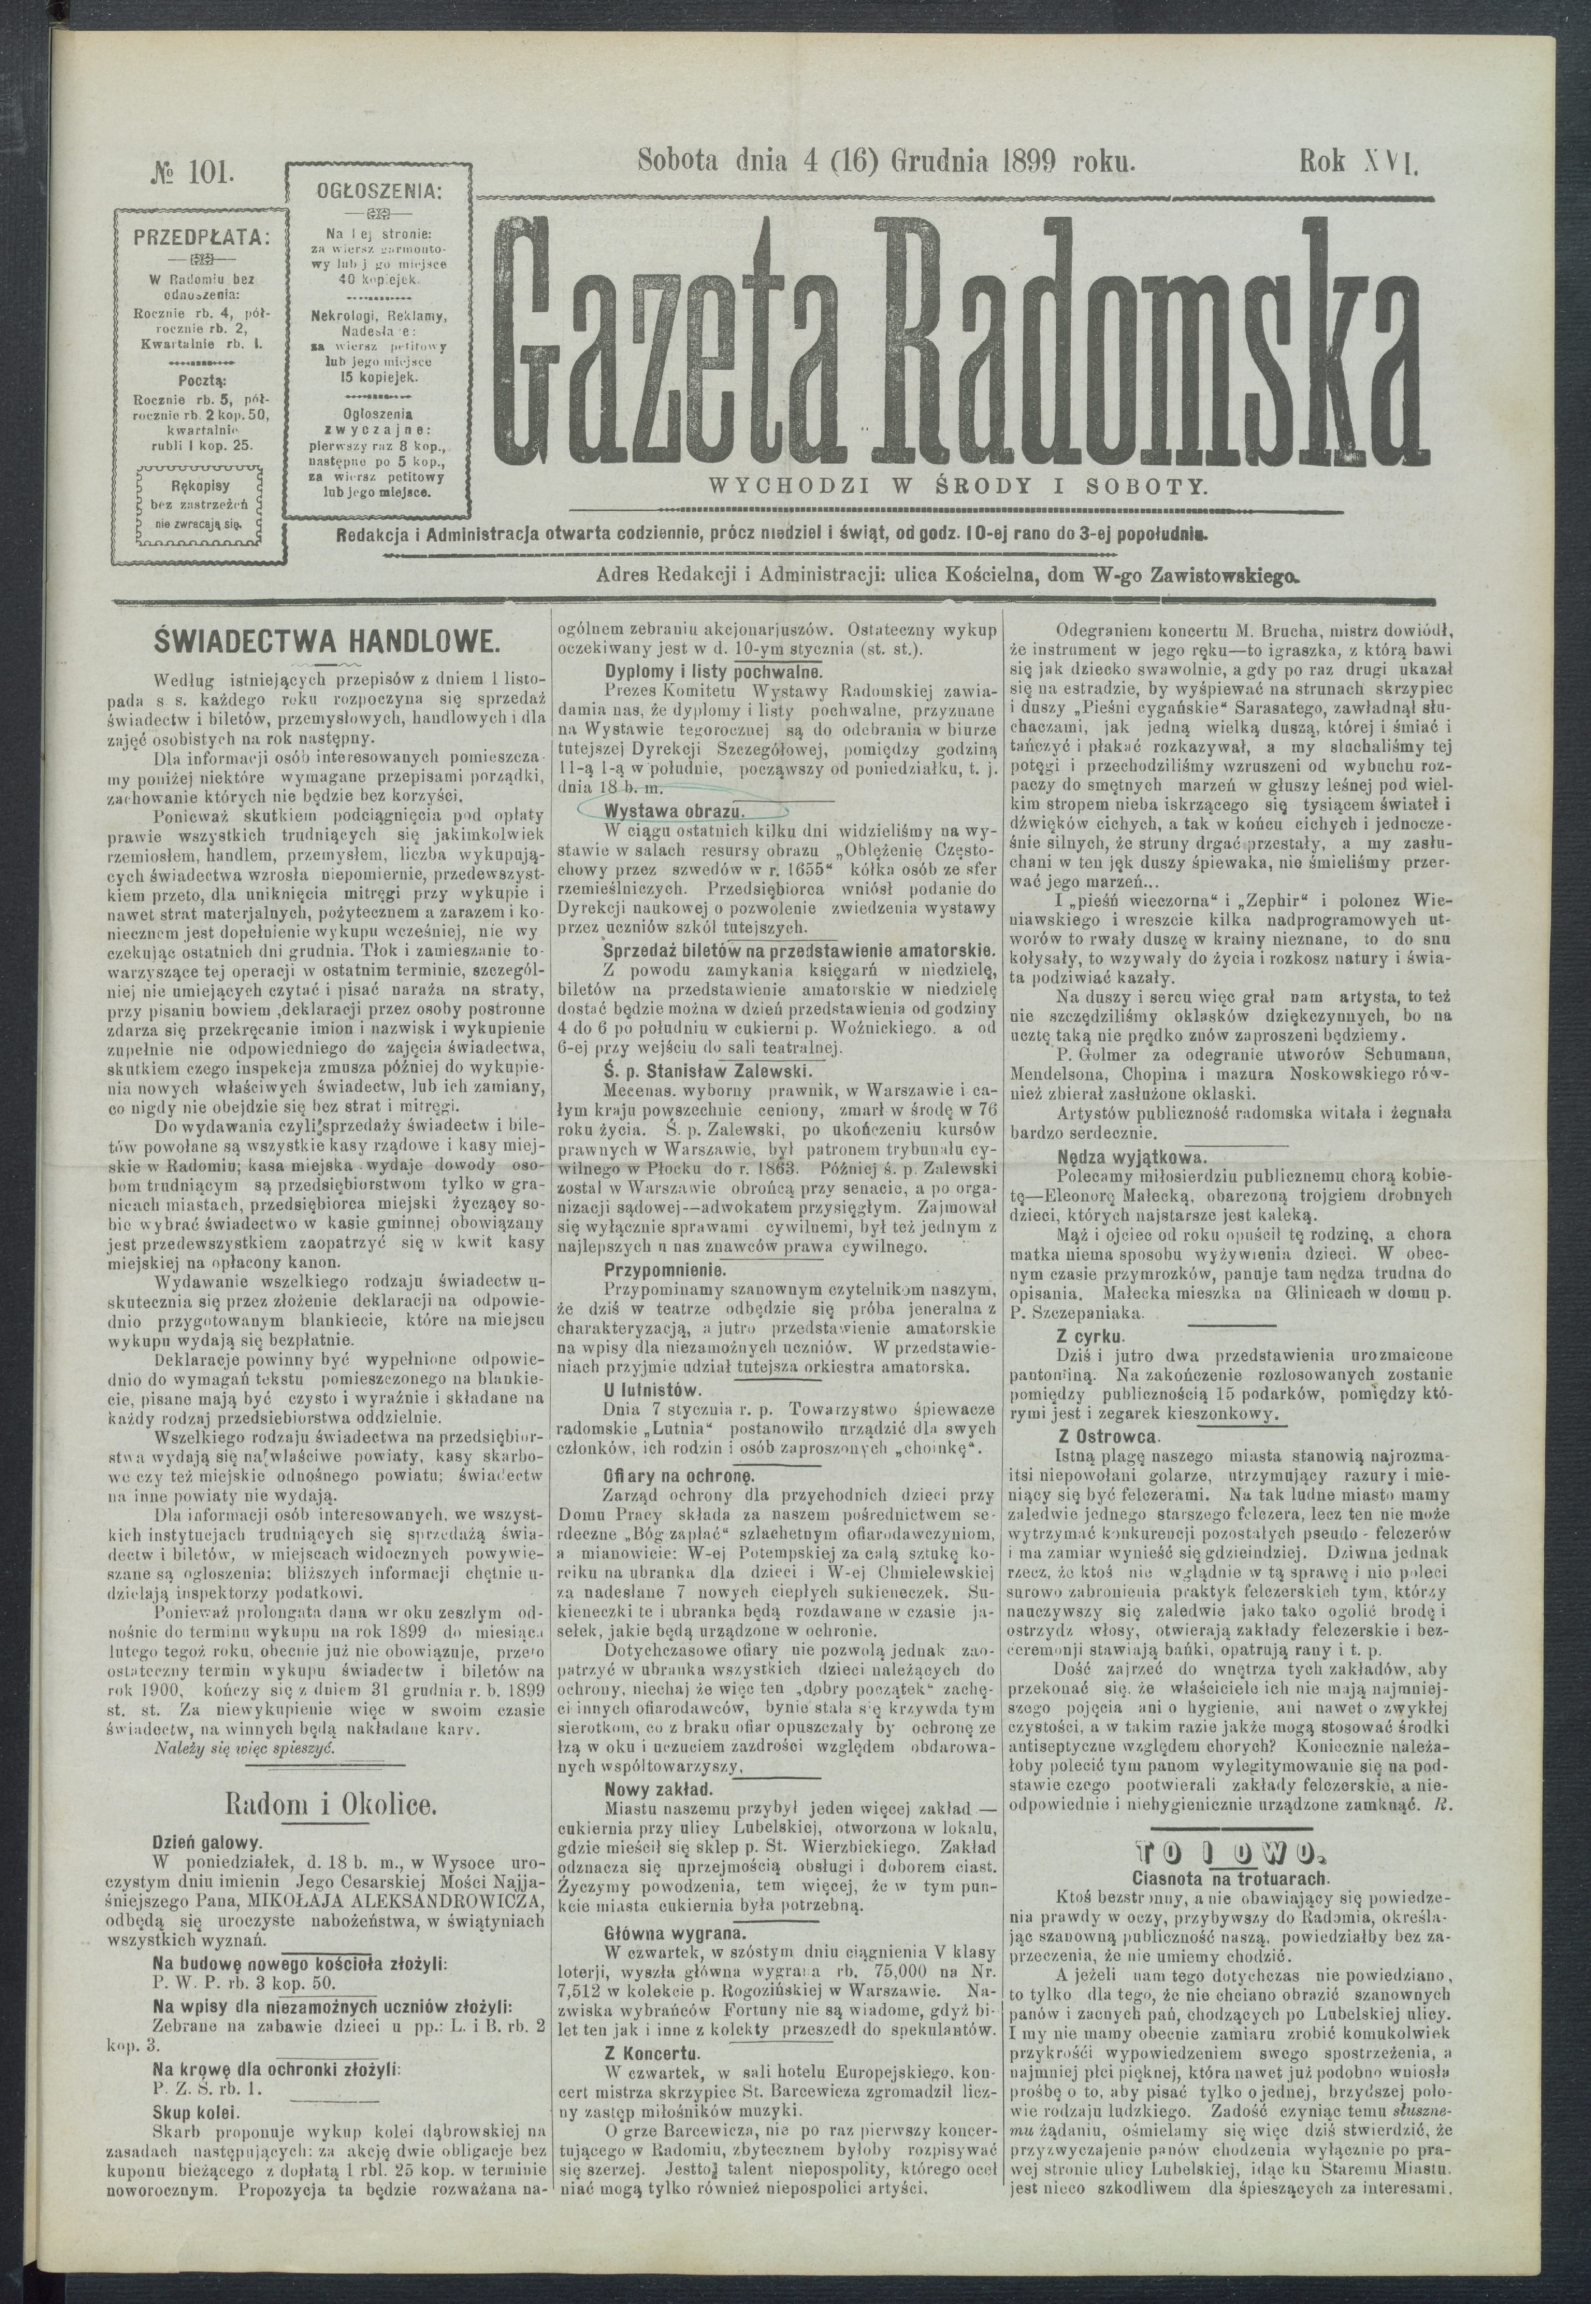 № 101.
Sobota dnia 4 (16) Grudnia 1899 roku.
Rok XVI.
PRZEDPŁATA:
W Radomiu bez
odnoszenia:
Rocznie rb. 4, pół-
rocznie rb. 2,
Kwartalnie rb. 1.
Pocztą:
Rocznie rb. 5, pół-
rocznie rb. 2 kop. 50,
kwartalnie
rubli 1 kop. 25.
Rękopisy
bez zastrzeżeń
nie zwracają się.
OGŁOSZENIA:
Na 1 ej stronie:
za wiersz garmonto-
wy lub j go miejsce
40 kopiejek.
Nekrologi, Reklamy,
Nadesła e:
za wiersz petitowy
lub jego miejsce
15 kopiejek.
Ogloszenia
zwyczajne:
pierwszy raz 8 kop.,
następne po 5 kop.,
za wiersz petitowy
lub jego miejsce.
Gazeta Radomska
WYCHODZI W ŚRODY I SOBOTY.
Redakcja i Administracja otwarta codziennie, prócz niedziel i świąt, od godz. 10-ej rano do 3-ej popołudniu.
Adres Redakcji i Administracji: ulica Kościelna, dom W-go Zawistowskiego.
ŚWIADECTWA HANDLOWE.
Według istniejących przepisów z dniem 1 listo-
pada s s. każdego roku rozpoczyna się sprzedaż
świadectw i biletów, przemysłowych, handlowych i dla
zajęć osobistych na rok następny.
Dla informacji osób interesowanych pomieszcza-
my poniżej niektóre wymagane przepisami porządki,
zachowanie których nie będzie bez korzyści.
Ponieważ skutkiem podciągnięcia pod opłaty
prawie wszystkich trudniących się jakimkolwiek
rzemiosłem, handlem, przemysłem, liczba wykupują-
cych świadectwa wzrosła niepomiernie, przedewszyst-
kiem przeto, dla uniknięcia mitręgi przy wykupie i
nawet strat materjalnych, pożytecznem a zarazem i ko-
niecznem jest dopełnienie wykupu wcześniej, nie wy
czekując ostatnich dni grudnia. Tłok i zamieszanie to-
warzyszące tej operacji w ostatnim terminie, szczegól-
niej nie umiejących czytać i pisać naraża na straty,
przy pisaniu bowiem ,deklaracji przez osoby postronne
zdarza się przekręcanie imion i nazwisk i wykupienie
zupełnie nie odpowiedniego do zajęcia świadectwa,
skutkiem czego inspekcja zmusza później do wykupie-
nia nowych właściwych świadectw, lub ich zamiany,
co nigdy nie obejdzie się bez strat i mitręgi.
Do wydawania czyli sprzedaży świadectw i bile-
tów powołane są wszystkie kasy rządowe i kasy miej-
skie w Radomiu; kasa miejska wydaje dowody oso-
bom trudniącym są przedsiębiorstwom tylko w gra-
nicach miastach, przedsiębiorca miejski życzący so-
bie wybrać świadectwo w kasie gminnej obowiązany
jest przedewszystkiem zaopatrzyć się w kwit kasy
miejskiej na opłacony kanon.
Wydawanie wszelkiego rodzaju świadectw u-
skutecznia się przez złożenie deklaracji na odpowie-
dnio przygotowanym blankiecie, które na miejscu
wykupu wydają się bezpłatnie.
Deklaracje powinny być wypełnione odpowie-
dnio do wymagań tekstu pomieszczonego na blankie-
cie, pisane mają być czysto i wyraźnie i składane na
każdy rodzaj przedsiebiorstwa oddzielnie.
Wszelkiego rodzaju świadectwa na przedsiębior-
stwa wydają się na właściwe powiaty, kasy skarbo-
we czy też miejskie odnośnego powiatu; świadectw
na inne powiaty nie wydają.
Dla informacji osób interesowanych, we wszyst-
kich instytucjach trudniących się sprzedażą świa-
dectw i biletów, w miejscach widocznych powywie-
szane są ogłoszenia; bliższych informacji chętnie u-
dzielają inspektorzy podatkowi.
Ponieważ prolongata dana w roku zeszłym od-
nośnie do terminu wykupu na rok 1899 do miesiąca
lutego tegoż roku, obecnie już nie obowiązuje, przeto
ostateczny termin wykupu świadectw i biletów na
rok 1900, kończy się z dniem 31 grudnia r. b. 1899
st. st. Za niewykupienie więc w swoim czasie
świadectw, na winnych będą nakładane kary.
Należy się więc spieszyć.
Radom i Okolice.
Dzień galowy.
W poniedziałek, d. 18 b. m., w Wysoce uro-
czystym dniu imienin Jego Cesarskiej Mości Najja-
śniejszego Pana, MIKOŁAJA ALEKSANDROWICZA,
odbędą się uroczyste nabożeństwa, w świątyniach
wszystkich wyznań.
Na budowę nowego kościoła złożyli:
P. W. P. rb. 3 kop. 50.
Na wpisy dla niezamożnych uczniów złożyli:
Zebrane na zabawie dzieci u pp.: L. i B. rb. 2
kop. 3.
Na krowę dla ochronki złożyli:
P. Z. S. rb. 1.
Skup kolei.
Skarb proponuje wykup kolei dąbrowskiej na
zasadach następujących: za akcję dwie obligacje bez
kuponu bieżącego z dopłatą 1 rbl. 25 kop. w terminie
noworocznym. Propozycja ta będzie rozważana na-
ogólnem zebraniu akcjonarjuszów. Ostateczny wykup
oczekiwany jest w d. 10-ym stycznia (st. st.).
Dyplomy i listy pochwalne.
Prezes Komitetu Wystawy Radomskiej zawia-
damia nas, że dyplomy i listy pochwalne, przyznane
na Wystawie tegorocznej są do odebrania w biurze
tutejszej Dyrekcji Szczegółowej, pomiędzy godziną
11-ą 1-ą w południe, począwszy od poniedziałku, t. j.
dnia 18 b. m.
Wystawa obrazu.
W ciągu ostatnich kilku dni widzieliśmy na wy-
stawie w salach resursy obrazu „Oblężenie Często-
chowy przez szwedów w r. 1655“ kółka osób ze sfer
rzemieślniczych. Przedsiębiorca wniósł podanie do
Dyrekcji naukowej o pozwolenie zwiedzenia wystawy
przez uczniów szkół tutejszych.
Sprzedaż biletów na przedstawienie amatorskie.
Z powodu zamykania księgarń w niedzielę,
biletów na przedstawienie amatorskie w niedzielę
dostać będzie można w dzień przedstawienia od godziny
4 do 6 po południu w cukierni p. Woźnickiego. a od
6-ej przy wejściu do sali teatralnej.
Ś. p. Stanisław Zalewski.
Mecenas. wyborny prawnik, w Warszawie i ca-
łym kraju powszechnie ceniony, zmarł w środę w 76
roku życia. Ś. p. Zalewski, po ukończeniu kursów
prawnych w Warszawie, był patronem trybunału cy-
wilnego w Płocku do r. 1863. Później ś. p. Zalewski
został w Warszawie obrońcą przy senacie, a po orga-
nizacji sądowej—adwokatem przysięgłym. Zajmował
się wyłącznie sprawami cywilnemi, był też jednym z
najlepszych u nas znawców prawa cywilnego.
Przypomnienie.
Przypominamy szanownym czytelnikom naszym,
że dziś w teatrze odbędzie się próba jeneralna z
charakteryzacją, a jutro przedstawienie amatorskie
na wpisy dla niezamożnych uczniów. W przedstawie-
niach przyjmie udział tutejsza orkiestra amatorska.
U lutnistów.
Dnia 7 stycznia r. p. Towarzystwo śpiewacze
radomskie „Lutnia“ postanowiło urządzić dla swych
członków, ich rodzin i osób zaproszonych „choinkę“.
Ofiary na ochronę.
Zarząd ochrony dla przychodnich dzieci przy
Domu Pracy składa za naszem pośrednictwem se-
rdeczne „Bóg zapłać“ szlachetnym ofiarodawczyniom,
a mianowicie: W-ej Potempskiej za całą sztukę ko-
rciku na ubranka dla dzieci i W-ej Chmielewskiej
za nadesłane 7 nowych ciepłych sukieneczek. Su-
kieneczki te i ubranka będą rozdawane w czasie ja-
sełek, jakie będą urządzone w ochronie.
Dotychczasowe ofiary nie pozwolą jednak zao-
patrzyć w ubranka wszystkich dzieci należących do
ochrony, niechaj że więc ten „dobry początek“ zachę-
ci innych ofiarodawców, bynie stała się krzywda tym
sierotkom, co z braku ofiar opuszczały by ochronę ze
łzą w oku i uczuciem zazdrości względem obdarowa-
nych współtowarzyszy.
Nowy zakład.
Miastu naszemu przybył jeden więcej zakład —
cukiernia przy ulicy Lubelskiej, otworzona w lokalu,
gdzie mieścił się sklep p. St. Wierzbickiego. Zakład
odznacza się uprzejmością obsługi i doborem ciast.
Życzymy powodzenia, tem więcej, że w tym pun-
kcie miasta cukiernia była potrzebną.
Główna wygrana.
W czwartek, w szóstym dniu ciągnienia V klasy
loterji, wyszła główna wygrana rb. 75,000 na Nr.
7,512 w kolekcie p. Rogozińskiej w Warszawie. Na-
zwiska wybrańców Fortuny nie są wiadome, gdyż bi-
let ten jak i inne z kolekty przeszedł do spekulantów.
Z Koncertu.
W czwartek, w sali hotelu Europejskiego. kon-
cert mistrza skrzypiec St. Barcewicza zgromadził licz-
ny zastęp miłośników muzyki.
O grze Barcewicza, nie po raz pierwszy koncer-
tującego w Radomiu, zbytecznem byłoby rozpisywać
się szerzej. Jestto talent niepospolity, którego oceł
niać mogą tylko również niepospolici artyści.
Odegraniem koncertu M. Brucha, mistrz dowiódł,
że instrument w jego ręku—to igraszka, z którą bawi
się jak dziecko swawolnie, a gdy po raz drugi ukazał
się na estradzie, by wyśpiewać na strunach skrzypiec
i duszy „Pieśni cygańskie“ Sarasatego, zawładnął słu-
chaczami, jak jedną wielką duszą, której i śmiać i
tańczyć i płakać rozkazywał, a my słuchaliśmy tej
potęgi i przechodziliśmy wzruszeni od wybuchu roz-
paczy do smętnych marzeń w głuszy leśnej pod wiel-
kim stropem nieba iskrzącego się tysiącem świateł i
dźwięków cichych, a tak w końcu cichych i jednocze-
śnie silnych, że struny drgać przestały, a my zasłu-
chani w ten jęk duszy śpiewaka, nie śmieliśmy przer-
wać jego marzeń...
I „pieśń wieczorna“ i „Zephir“ i polonez Wie-
niawskiego i wreszcie kilka nadprogramowych ut-
worów to rwały duszę w krainy nieznane, to do snu
kołysały, to wzywały do życia i rozkosz natury i świa-
ta podziwiać kazały.
Na duszy i sercu więc grał nam artysta, to też
nie szczędziliśmy oklasków dziękczynnych, bo na
ucztę taką nie prędko znów zaproszeni będziemy.
P. Golmer za odegranie utworów Schumana,
Mendelsona, Chopina i mazura Noskowskiego rów-
nież zbierał zasłużone oklaski.
Artystów publiczność radomska witała i żegnała
bardzo serdecznie.
Nędza wyjątkowa.
Polecamy miłosierdziu publicznemu chorą kobie-
tę—Eleonorę Małecką, obarczoną trojgiem drobnych
dzieci, których najstarsze jest kaleką.
Mąż i ojciec od roku opuścił tę rodzinę, a chora
matka niema sposobu wyżywienia dzieci. W obec-
nym czasie przymrozków, panuje tam nędza trudna do
opisania. Małecka mieszka na Glinicach w domu p.
P. Szczepaniaka.
Z cyrku.
Dziś i jutro dwa przedstawienia urozmaicone
pantominą. Na zakończenie rozlosowanych zostanie
pomiędzy publicznością 15 podarków, pomiędzy któ-
rymi jest i zegarek kieszonkowy.
Z Ostrowca.
Istną plagę naszego miasta stanowią najrozma-
itsi niepowołani golarze, utrzymujący razury i mie-
niący się być felczerami. Na tak ludne miasto mamy
zaledwie jednego starszego felczera, lecz ten nie może
wytrzymać konkurencji pozostałych pseudo - felczerów
i ma zamiar wynieść się gdzieindziej. Dziwna jednak
rzecz, że ktoś nie wglądnie w tą sprawę i nie poleci
surowo zabronienia praktyk felczerskich tym, którzy
nauczywszy się zaledwie jako tako ogolić brodę i
ostrzydz włosy, otwierają zakłady felczerskie i bez-
ceremonji stawiają bańki, opatrują rany i t. p.
Dość zajrzeć do wnętrza tych zakładów, aby
przekonać się. że właściciele ich nie mają najmniej-
szego pojęcia ani o hygienie, ani nawet o zwykłej
czystości, a w takim razie jakże mogą stosować środki
antiseptyczne względem chorych? Koniecznie należa-
łoby polecić tym panom wylegitymowanie się na pod-
stawie czego pootwierali zakłady felczerskie, a nie-
odpowiednie i niehygienicznie urządzone zamknąć. R.
TO I OWO.
Ciasnota na trotuarach.
Ktoś bezstronny, a nie obawiający się powiedze-
nia prawdy w oczy, przybywszy do Radomia, określa-
jąc szanowną publiczność naszą, powiedziałby bez za-
przeczenia, że nie umiemy chodzić.
A jeżeli nam tego dotychczas nie powiedziano,
to tylko dla tego, że nie chciano obrazić szanownych
panów i zacnych pań, chodzących po Lubelskiej ulicy.
I my nie mamy obecnie zamiaru zrobić komukolwiek
przykrośći wypowiedzeniem swego spostrzeżenia, a
najmniej płci pięknej, która nawet już podobno wniosła
prośbę o to, aby pisać tylko o jednej, brzydszej poło-
wie rodzaju ludzkiego. Zadość czyniąc temu słuszne-
mu żądaniu, ośmielamy się więc dziś stwierdzić, że
przyzwyczajenie panów chodzenia wyłącznie po pra-
wej stronie ulicy Lubelskiej, idąc ku Staremu Miastu.
jest nieco szkodliwem dla śpieszących za interesami.